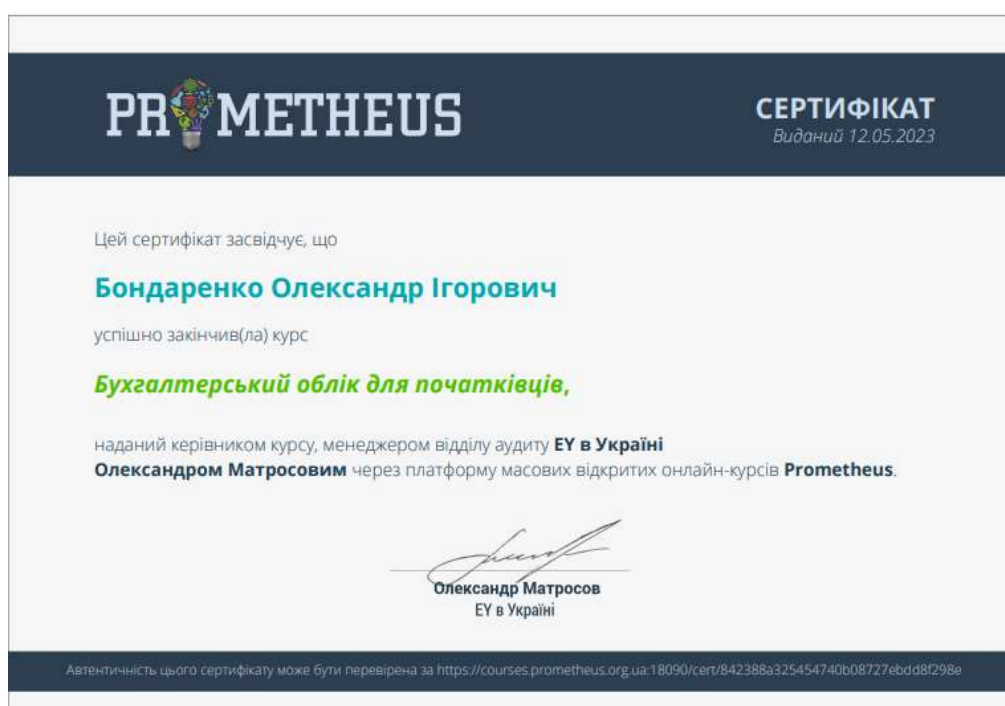 PROMETHEUS
СЕРТИФІКАТ
Виданий 12.05.2023
Цей сертифікат засвідчує, що
Бондаренко Олександр Ігорович
успішно закінчив(ла) курс
Бухгалтерський облік для початківців,
наданий керівником курсу, менеджером відділу аудиту EY в Україні
Олександром Матросовим через платформу масових відкритих онлайн-курсів Prometheus.
Олександр Матросов
EY в Україні
Автентичність цього сертифікату може бути перевірена за https://courses.prometheus.org.ua:18090/cert/842388a325454740b08727ebdd8f298e